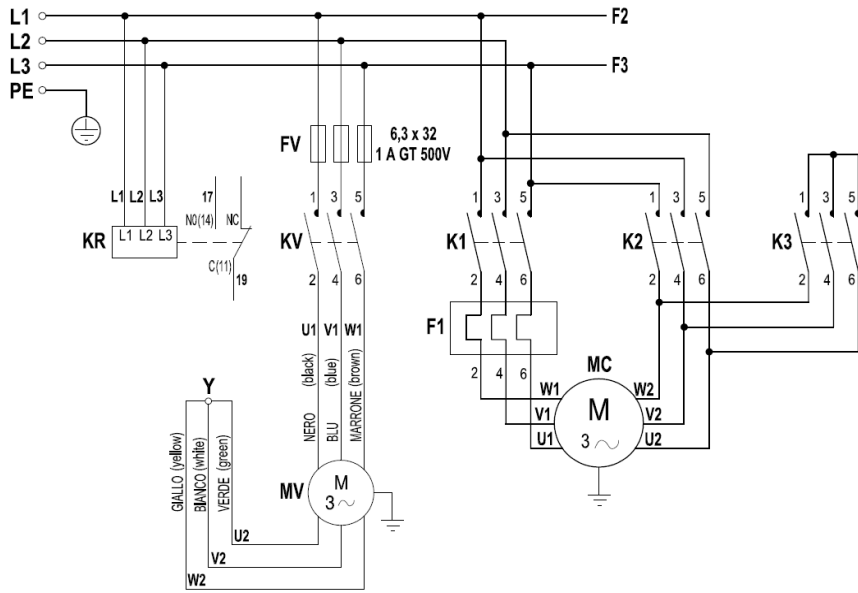 L1
F2
L2
L3
F3
PE
FV
6,3 x 32
1 A GT 500V
L1 L2 L3
17
N0(14)
NC
KR
L1 L2 L3
C(11)
19
1 3 5
KV
2 4 6
U1 V1 W1
NERO (black)
BLU (blue)
MARRONE (brown)
1 3 5
K1
2 4 6
F1
2 4 6
1 3 5
K2
2 4 6
1 3 5
K3
2 4 6
MC
W1
V1
U1
M
3 ~
W2
V2
U2
Y
GIALLO (yellow)
BIANCO (white)
VERDE (green)
MV
M
3 ~
U2
V2
W2